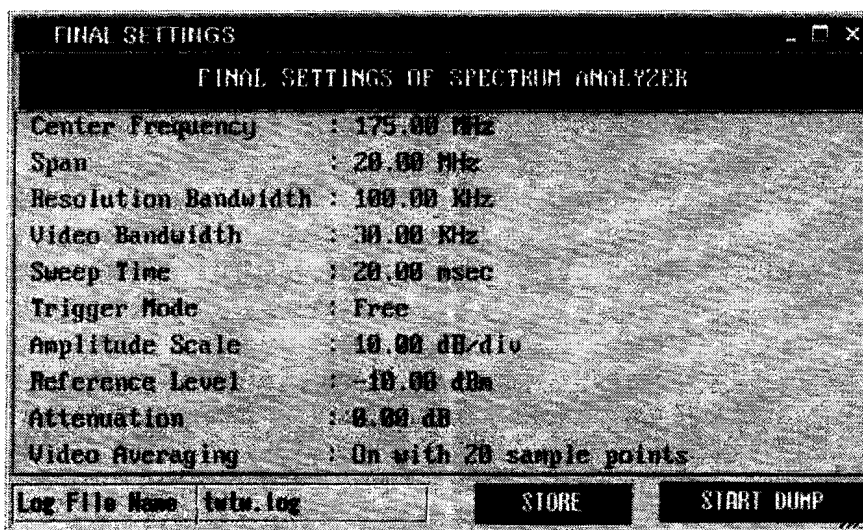 FINAL SETTINGS
FINAL SETTINGS OF SPECTRUM ANALYZER
Center Frequency : 175.00 MHz
Span : 20.00 MHz
Resolution Bandwidth : 100.00 KHz
Video Bandwidth : 30.00 KHz
Sweep Time : 20.00 msec
Trigger Mode : Free
Amplitude Scale : 10.00 dB/div
Reference Level : -10.00 dBm
Attenuation : 0.00 dB
Video Averaging : On with 20 sample points
Log File Name
STORE
START DUMP